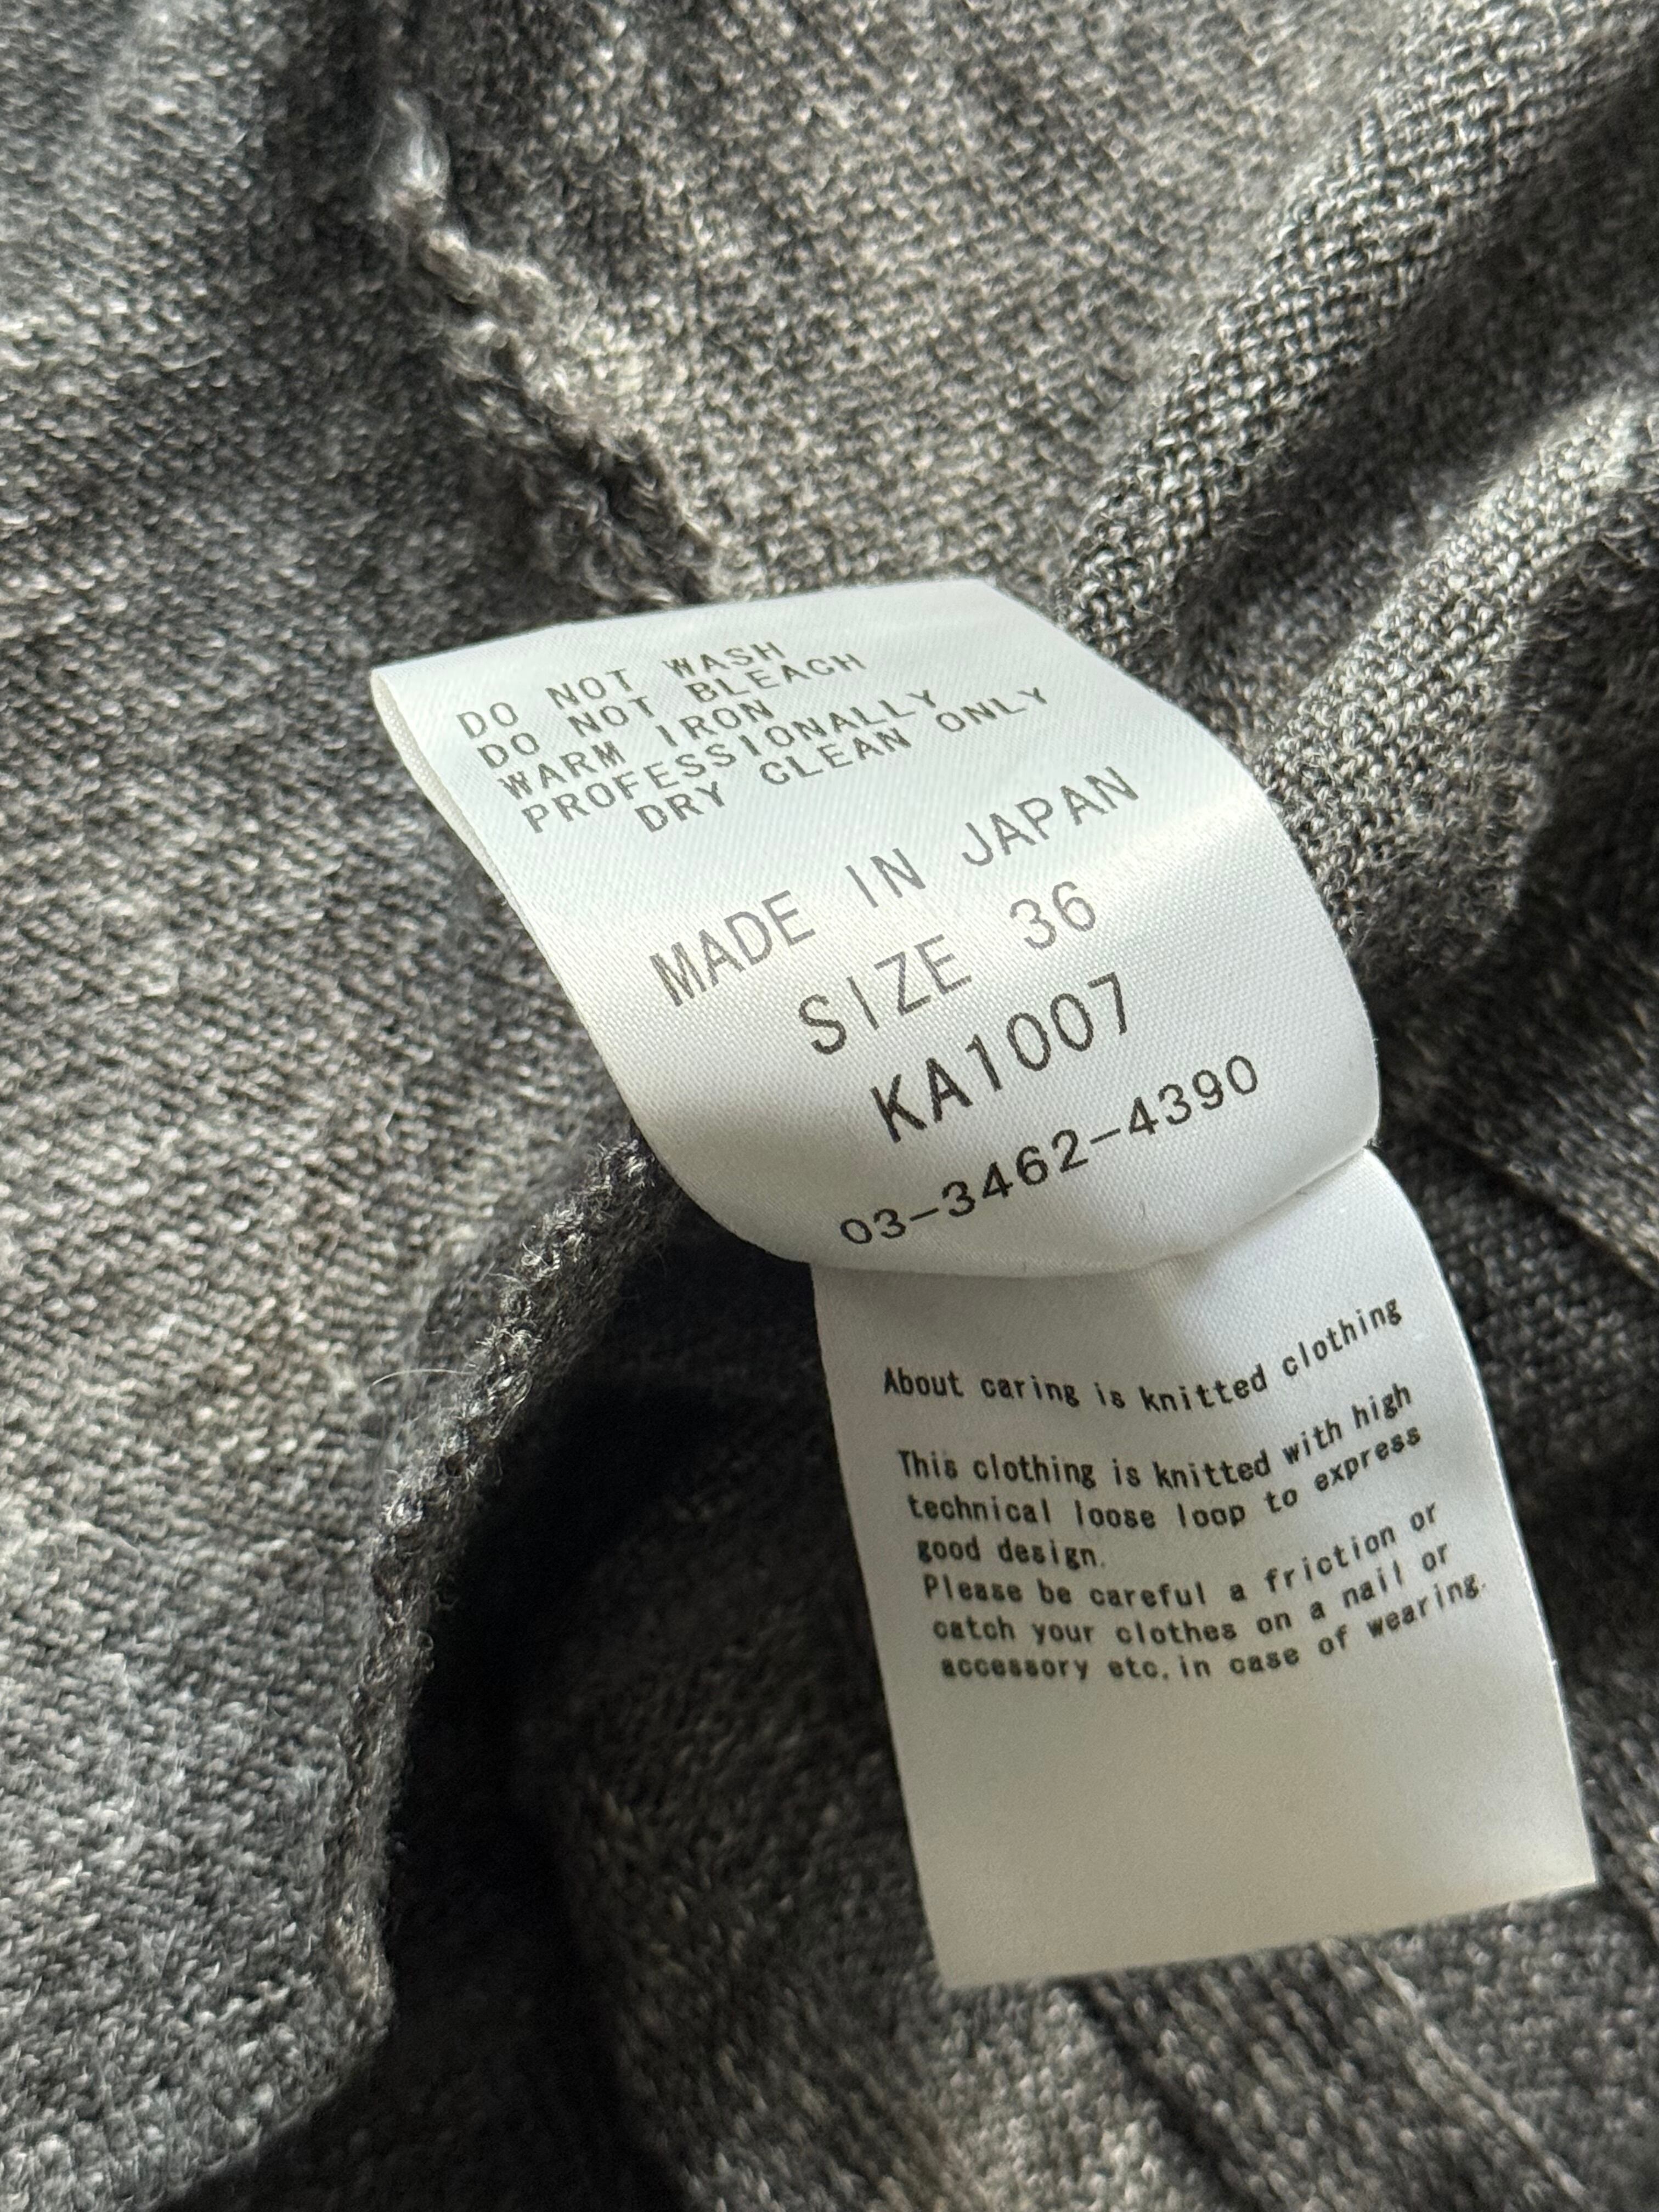 DO NOT WASH
DO NOT BLEACH
WARM IRON
PROFESSIONALLY
DRY CLEAN ONLY
MADE IN JAPAN
SIZE 36
KA1007
03-3462-4390
About caring is knitted clothing
This clothing is knitted with high
technical loose loop to express
good design.
Please be careful a friction or
catch your clothes on a nail or
accessory etc.in case of wearing.